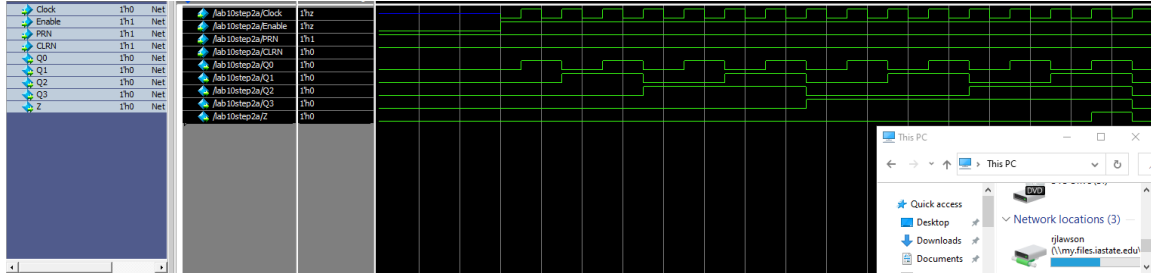 Clock 1'h0 Net
Enable 1'h1 Net
PRN 1'h1 Net
CLRN 1'h1 Net
Q0 1'h0 Net
Q1 1'h0 Net
Q2 1'h0 Net
Q3 1'h0 Net
Z 1'h0 Net
/lab10step2a/Clock 1'hz
/lab10step2a/Enable 1'hz
/lab10step2a/PRN 1'h1
/lab10step2a/CLRN 1'h0
/lab10step2a/Q0 1'h0
/lab10step2a/Q1 1'h0
/lab10step2a/Q2 1'h0
/lab10step2a/Q3 1'h0
/lab10step2a/Z 1'h0
This PC
This PC
Quick access
Desktop
Downloads
Documents
DVD
Network locations (3)
rjlawson
(\\my.files.iastate.edu\